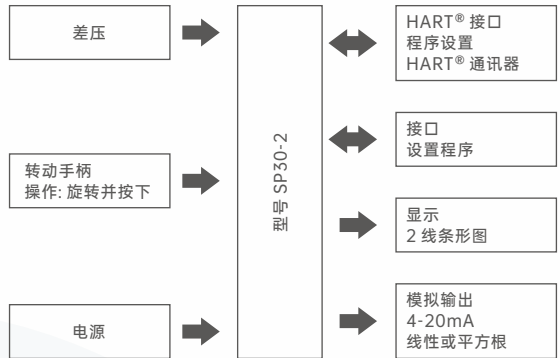 差压
转动手柄
操作: 旋转并按下
电源
型号 SP30-2
HART® 接口
程序设置
HART® 通讯器
接口
设置程序
显示
2 线条形图
模拟输出
4-20mA
线性或平方根